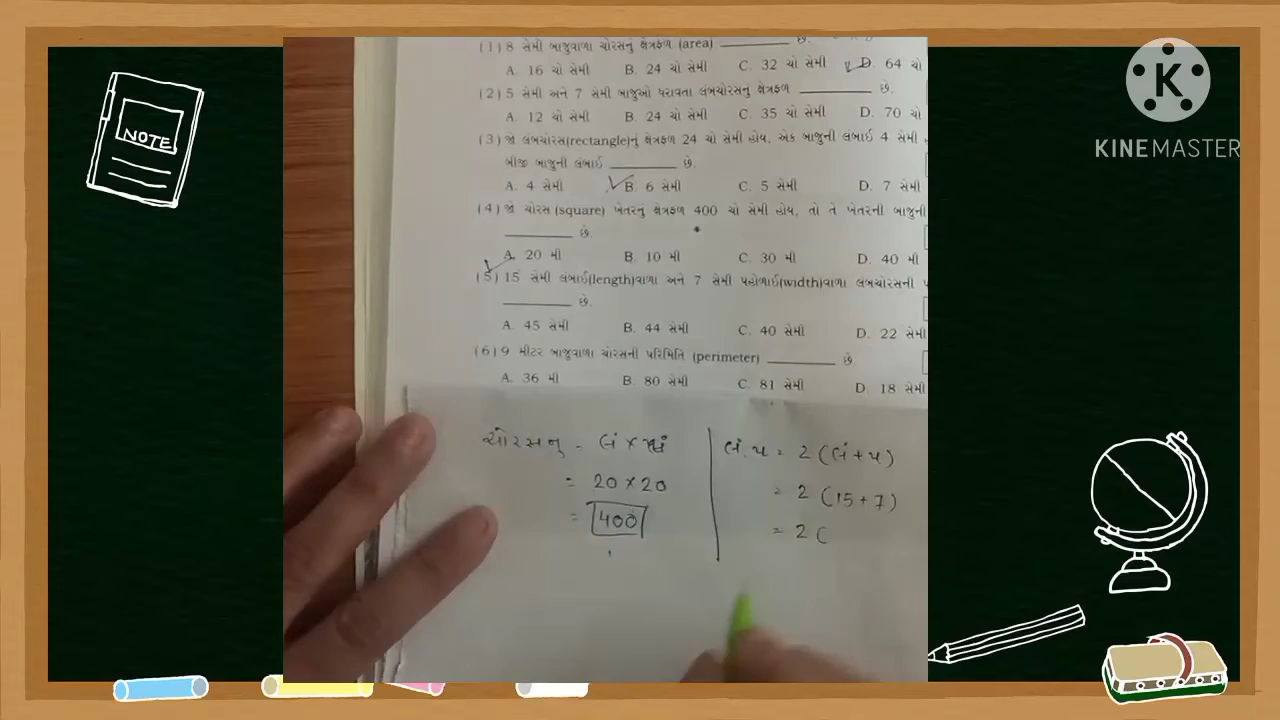 NOTE
KINEMASTER
(1) 8 સેમી બાજુવાળા ચોરસનું ક્ષેત્રફળ (area) ________ છે.
A. 16 ચો સેમી B. 24 ચો સેમી C. 32 ચો સેમી D. 64 ચો
(2) 5 સેમી અને 7 સેમી બાજુઓ ધરાવતા લંબચોરસનું ક્ષેત્રફળ ________ છે.
A. 12 ચો સેમી B. 24 ચો સેમી C. 35 ચો સેમી D. 70 ચો
(3) જો લંબચોરસ(rectangle)નું ક્ષેત્રફળ 24 ચો સેમી હોય, એક બાજુની લંબાઈ 4 સેમી
બીજી બાજુની લંબાઈ ________ છે.
A. 4 સેમી B. 6 સેમી C. 5 સેમી D. 7 સેમી
(4) જો ચોરસ (square) ખેતરનું ક્ષેત્રફળ 400 ચો સેમી હોય, તો તે ખેતરની બાજુની
________ છે.
A. 20 મી B. 10 મી C. 30 મી D. 40 મી
(5) 15 સેમી લંબાઈ(length)વાળા અને 7 સેમી પહોળાઈ(width)વાળા લંબચોરસની
________ છે.
A. 45 સેમી B. 44 સેમી C. 40 સેમી D. 22 સેમી
(6) 9 મીટર બાજુવાળા ચોરસની પરિમિતિ (perimeter) ________ છે.
A. 36 મી B. 80 સેમી C. 81 સેમી D. 18 સેમી
ચોરસનુ = લં × લં
= 20 × 20
= 400
લં. પ = 2 (લં + પ)
= 2 (15 + 7)
= 2 (